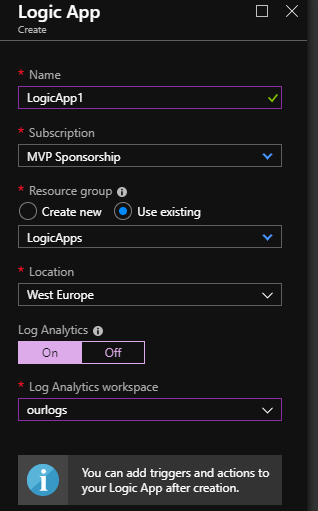 Logic App
Create
* Name
LogicApp1
* Subscription
MVP Sponsorship
* Resource group
Create new Use existing
LogicApps
* Location
West Europe
Log Analytics
On Off
* Log Analytics workspace
ourlogs
You can add triggers and actions to
your Logic App after creation.